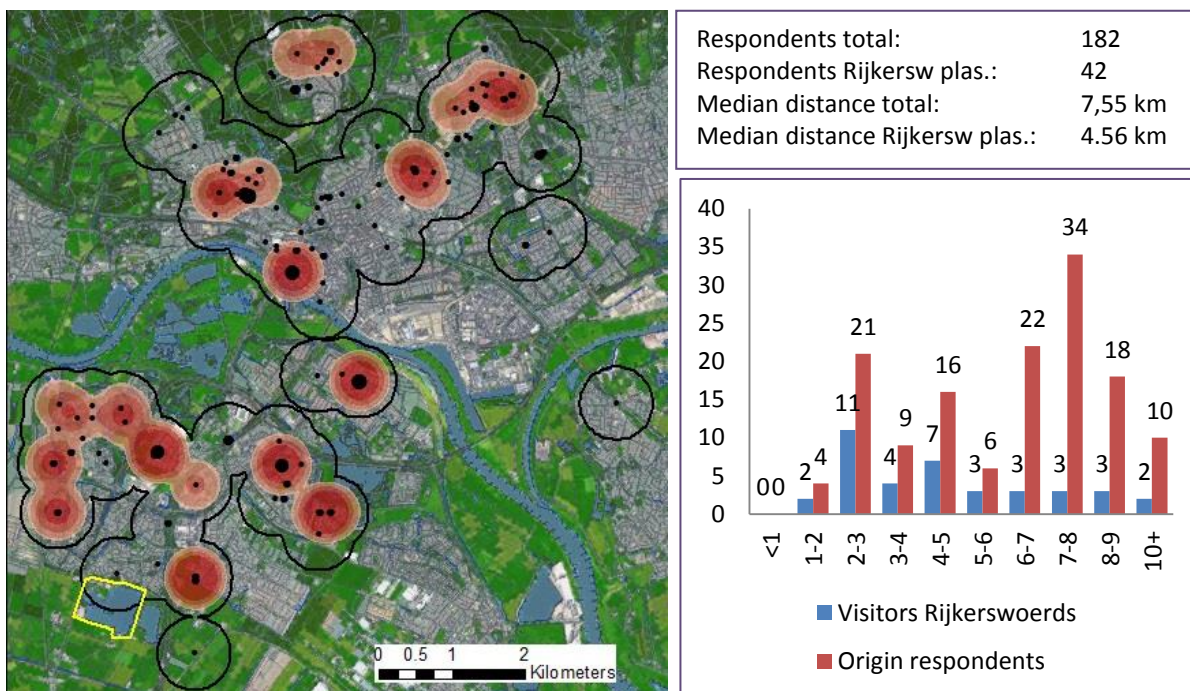 Respondents total: 182
Respondents Rijkersw plas.: 42
Median distance total: 7,55 km
Median distance Rijkersw plas.: 4.56 km
40
35
30
25
20
15
10
5
0
00
2 4
11 21
4 9
7 16
3 6
3 22
3 34
3 18
2 10
<1 1-2 2-3 3-4 4-5 5-6 6-7 7-8 8-9 10+
Visitors Rijkerswoerds
Origin respondents
0 0.5 1 2
Kilometers